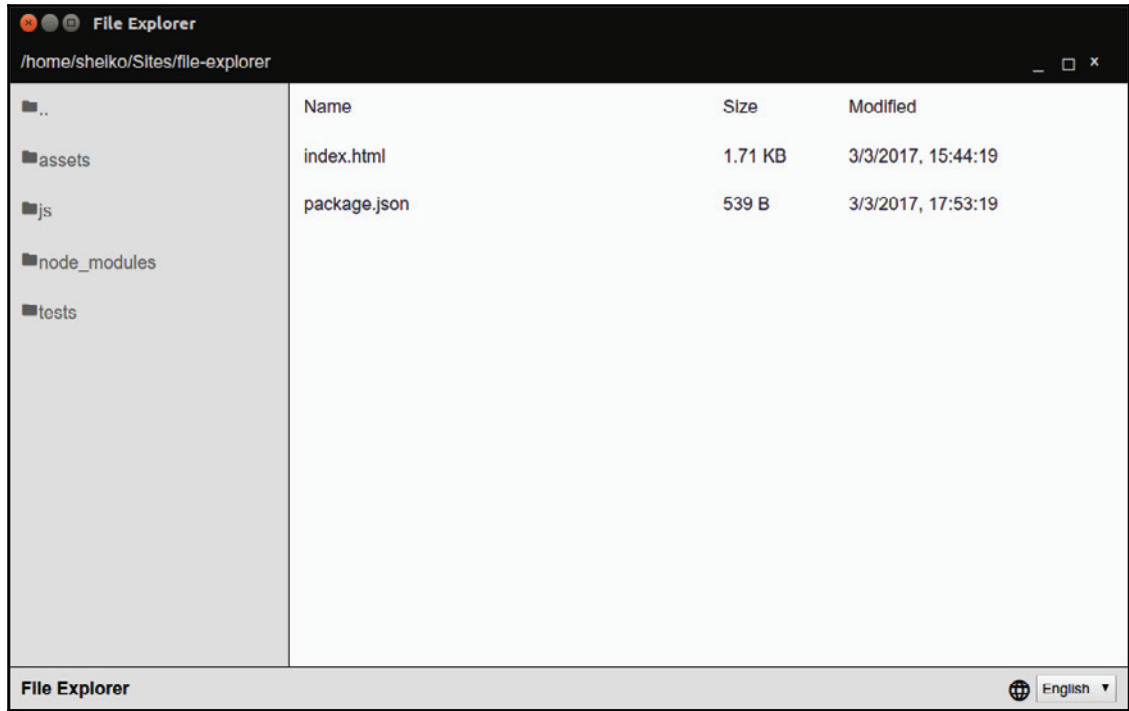 File Explorer
/home/sheiko/Sites/file-explorer
..
assets
js
node_modules
tests
Name Size Modified
index.html 1.71 KB 3/3/2017, 15:44:19
package.json 539 B 3/3/2017, 17:53:19
File Explorer
English